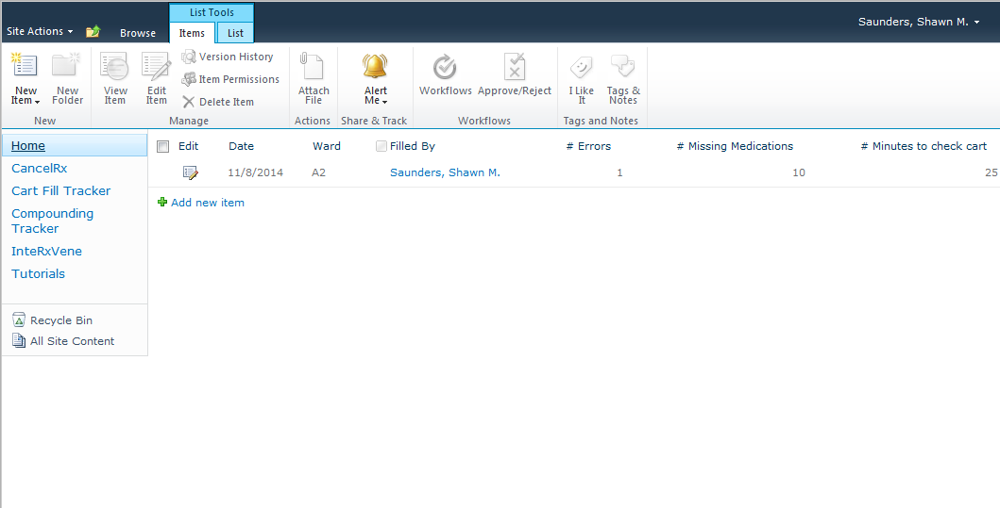 List Tools
Site Actions Browse Items List Saunders, Shawn M.
New Item
New Folder
View Item
Edit Item
Version History
Item Permissions
Delete Item
Attach File
Alert Me
Workflows
Approve/Reject
I Like It
Tags & Notes
New Manage Actions Share & Track Workflows Tags and Notes
Home
CancelRx
Cart Fill Tracker
Compounding
Tracker
InteRxVene
Tutorials
Recycle Bin
All Site Content
Edit Date Ward Filled By # Errors # Missing Medications # Minutes to check cart
11/8/2014 A2 Saunders, Shawn M. 1 10 25
Add new item